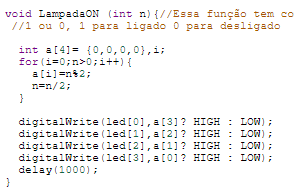 void LampadaON (int n){//Essa função tem co
//1 ou 0, 1 para ligado 0 para desligado
int a[4]= {0,0,0,0},i;
for(i=0;n>0;i++){
a[i]=n%2;
n=n/2;
}
digitalWrite(led[0],a[3]? HIGH : LOW);
digitalWrite(led[1],a[2]? HIGH : LOW);
digitalWrite(led[2],a[1]? HIGH : LOW);
digitalWrite(led[3],a[0]? HIGH : LOW);
delay(1000);
}